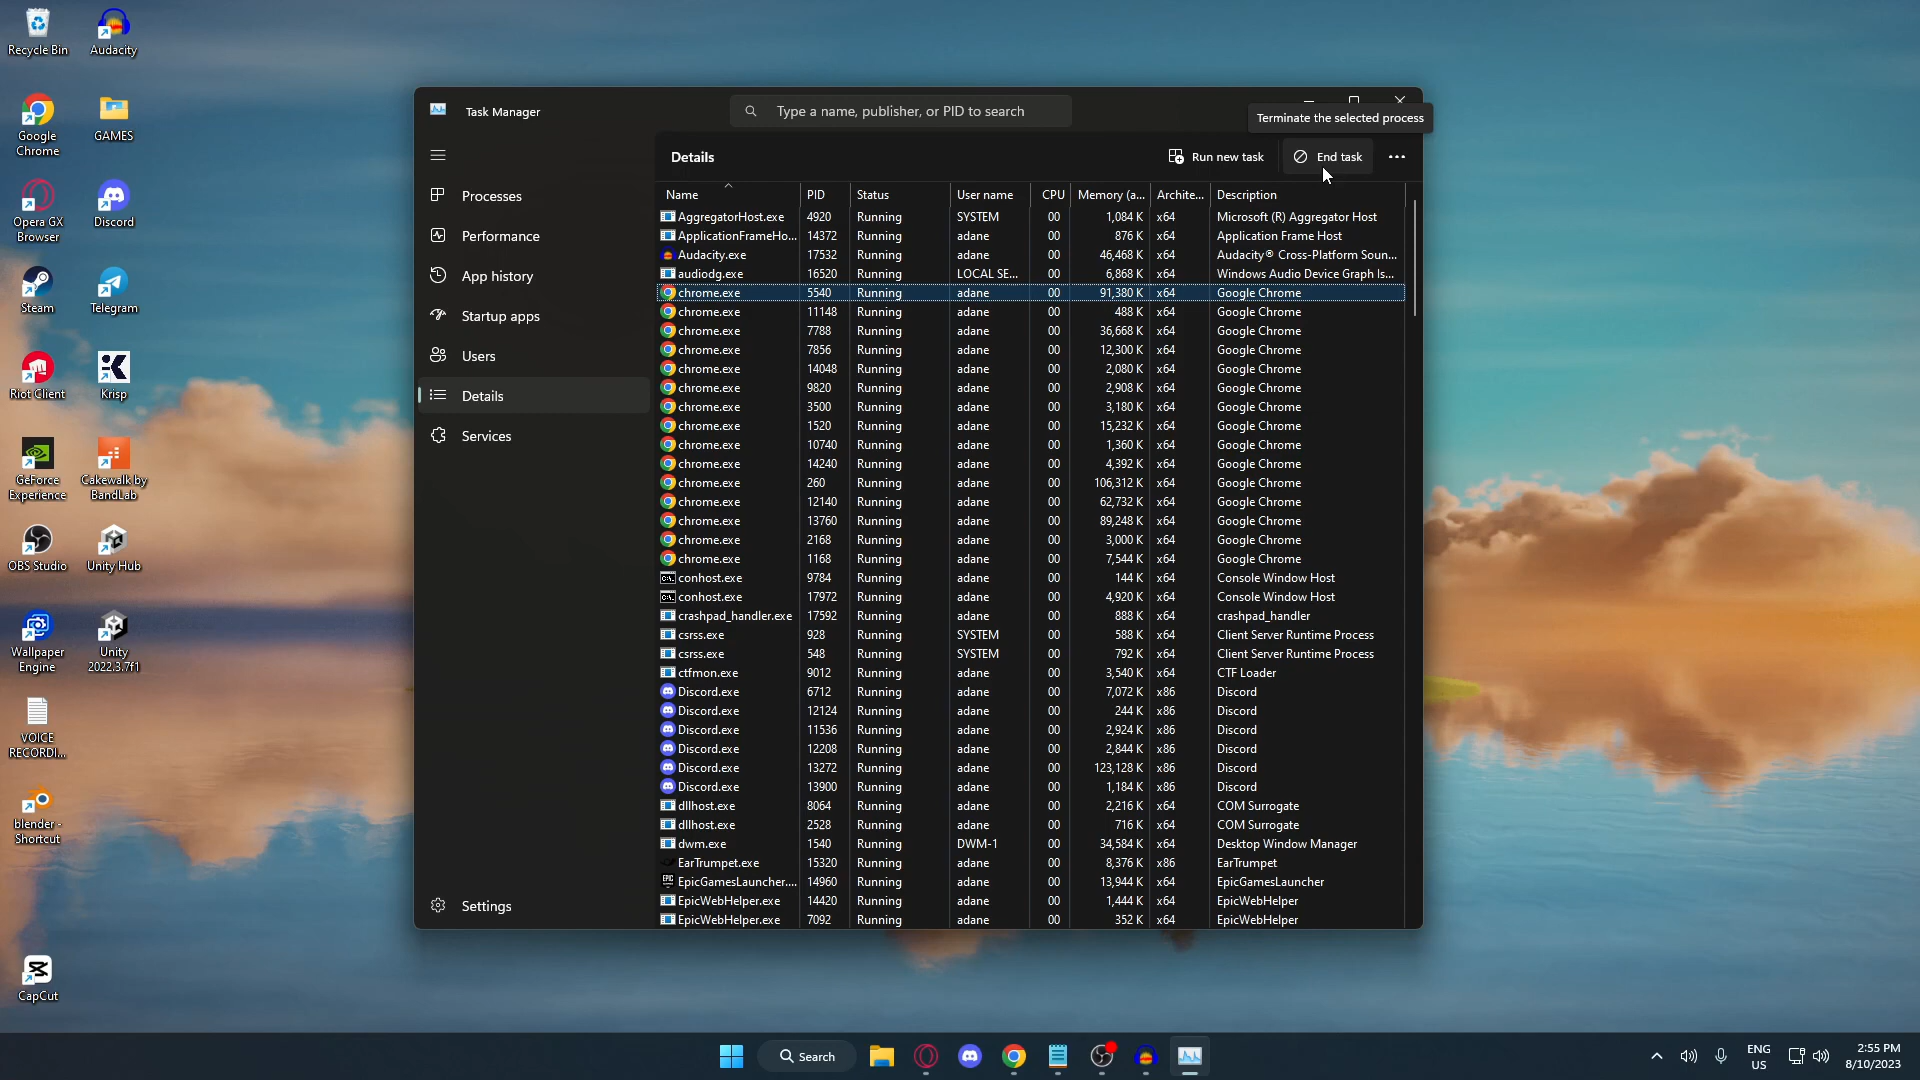 Recycle Bin
Audacity
Google
Chrome
GAMES
Opera GX
Browser
Discord
Steam
Telegram
Riot Client
Krisp
GeForce
Experience
Cakewalk by
BandLab
OBS Studio
Unity Hub
Wallpaper
Engine
Unity
2022.3.7f1
VOICE
RECORDI...
blender -
Shortcut
CapCut
Task Manager
Type a name, publisher, or PID to search
Terminate the selected process
Details
Run new task
End task
Processes
Performance
App history
Startup apps
Users
Details
Services
Settings
Name PID Status User name CPU Memory (a... Archite... Description
AggregatorHost.exe 4920 Running SYSTEM 00 1,084 K x64 Microsoft (R) Aggregator Host
ApplicationFrameHo... 14372 Running adane 00 876 K x64 Application Frame Host
Audacity.exe 17532 Running adane 00 46,468 K x64 Audacity® Cross-Platform Soun...
audiodg.exe 16520 Running LOCAL SE... 00 6,868 K x64 Windows Audio Device Graph Is...
chrome.exe 5540 Running adane 00 91,380 K x64 Google Chrome
chrome.exe 11148 Running adane 00 488 K x64 Google Chrome
chrome.exe 7788 Running adane 00 36,668 K x64 Google Chrome
chrome.exe 7856 Running adane 00 12,300 K x64 Google Chrome
chrome.exe 14048 Running adane 00 2,080 K x64 Google Chrome
chrome.exe 9820 Running adane 00 2,908 K x64 Google Chrome
chrome.exe 3500 Running adane 00 3,180 K x64 Google Chrome
chrome.exe 1520 Running adane 00 15,232 K x64 Google Chrome
chrome.exe 10740 Running adane 00 1,360 K x64 Google Chrome
chrome.exe 14240 Running adane 00 4,392 K x64 Google Chrome
chrome.exe 260 Running adane 00 106,312 K x64 Google Chrome
chrome.exe 12140 Running adane 00 62,732 K x64 Google Chrome
chrome.exe 13760 Running adane 00 89,248 K x64 Google Chrome
chrome.exe 2168 Running adane 00 3,000 K x64 Google Chrome
chrome.exe 1168 Running adane 00 7,544 K x64 Google Chrome
conhost.exe 9784 Running adane 00 144 K x64 Console Window Host
conhost.exe 17972 Running adane 00 4,920 K x64 Console Window Host
crashpad_handler.exe 17592 Running adane 00 888 K x64 crashpad_handler
csrss.exe 928 Running SYSTEM 00 588 K x64 Client Server Runtime Process
csrss.exe 548 Running SYSTEM 00 792 K x64 Client Server Runtime Process
ctfmon.exe 9012 Running adane 00 3,540 K x64 CTF Loader
Discord.exe 6712 Running adane 00 7,072 K x86 Discord
Discord.exe 12124 Running adane 00 244 K x86 Discord
Discord.exe 11536 Running adane 00 2,924 K x86 Discord
Discord.exe 12208 Running adane 00 2,844 K x86 Discord
Discord.exe 13272 Running adane 00 123,128 K x86 Discord
Discord.exe 13900 Running adane 00 1,184 K x86 Discord
dllhost.exe 8064 Running adane 00 2,216 K x64 COM Surrogate
dllhost.exe 2528 Running adane 00 716 K x64 COM Surrogate
dwm.exe 1540 Running DWM-1 00 34,584 K x64 Desktop Window Manager
EarTrumpet.exe 15320 Running adane 00 8,376 K x86 EarTrumpet
EpicGamesLauncher.... 14960 Running adane 00 13,944 K x64 EpicGamesLauncher
EpicWebHelper.exe 14420 Running adane 00 1,444 K x64 EpicWebHelper
EpicWebHelper.exe 7092 Running adane 00 352 K x64 EpicWebHelper
Search
ENG
US
2:55 PM
8/10/2023